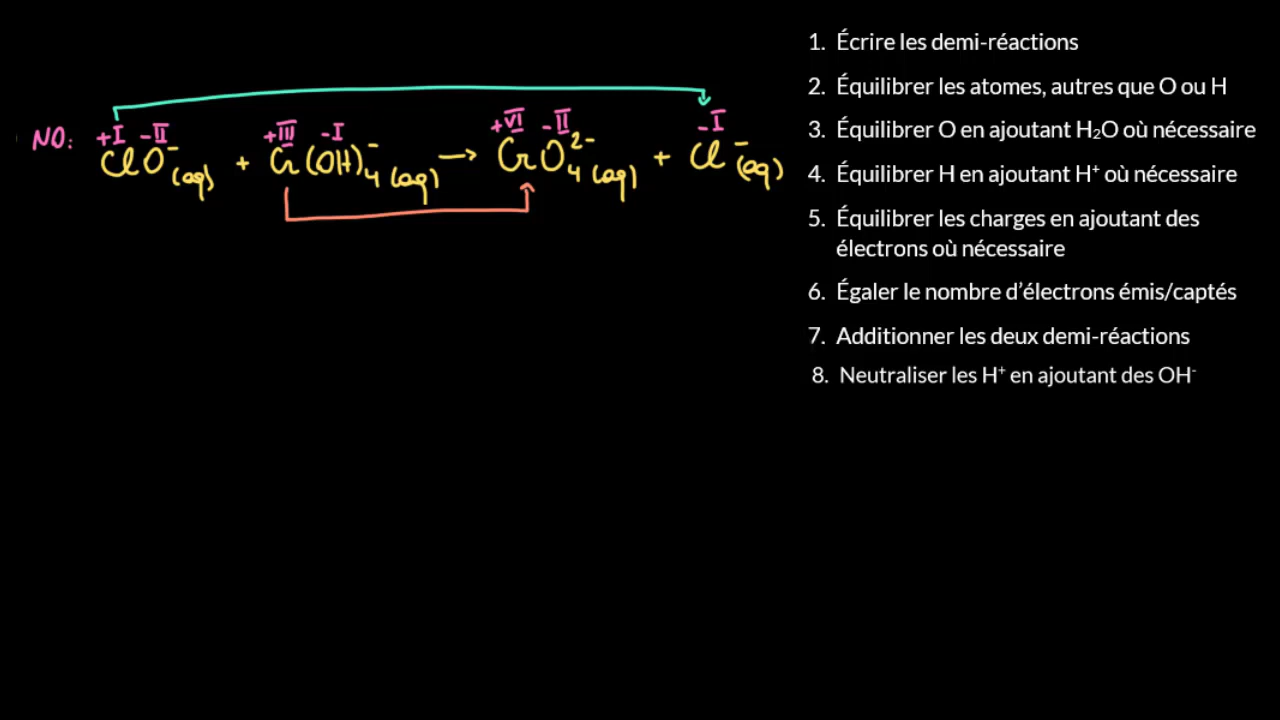 NO: +I -II +III -I +VI -II -I
ClO⁻(aq) + Cr(OH)₄⁻(aq) → CrO₄²⁻(aq) + Cl⁻(aq)
1. Écrire les demi-réactions
2. Équilibrer les atomes, autres que O ou H
3. Équilibrer O en ajoutant H₂O où nécessaire
4. Équilibrer H en ajoutant H⁺ où nécessaire
5. Équilibrer les charges en ajoutant des
électrons où nécessaire
6. Égaler le nombre d’électrons émis/captés
7. Additionner les deux demi-réactions
8. Neutraliser les H⁺ en ajoutant des OH⁻